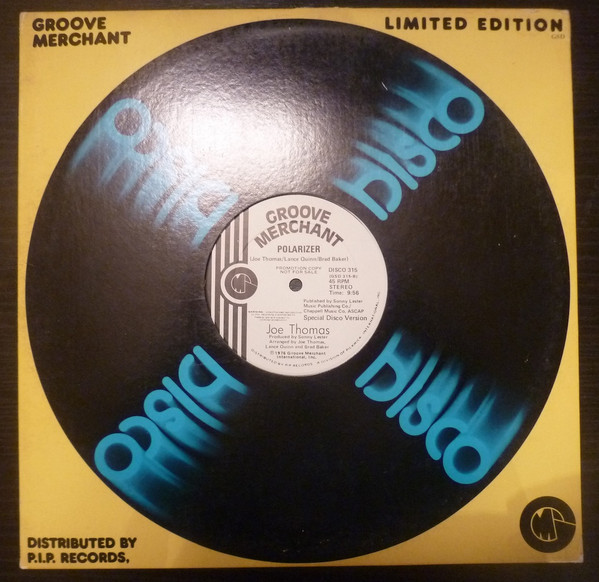 GROOVE
MERCHANT
LIMITED EDITION
DISCO
DISCO
GROOVE
MERCHANT
POLARIZER
(Joe Thomas/Lance Quinn/Brad Baker)
PROMOTION COPY
NOT FOR SALE
DISCO 315
45 RPM
STEREO
Time: 9:56
Published by Sonny Lester
Music Publishing Co./
Chappell Music Co. ASCAP
Special Disco Version
Joe Thomas
Produced by Sonny Lester
Arranged by Joe Thomas,
Lance Quinn and Brad Baker
©1976 Groove Merchant
International, Inc.
DISCO
DISCO
DISTRIBUTED BY
P.I.P. RECORDS,